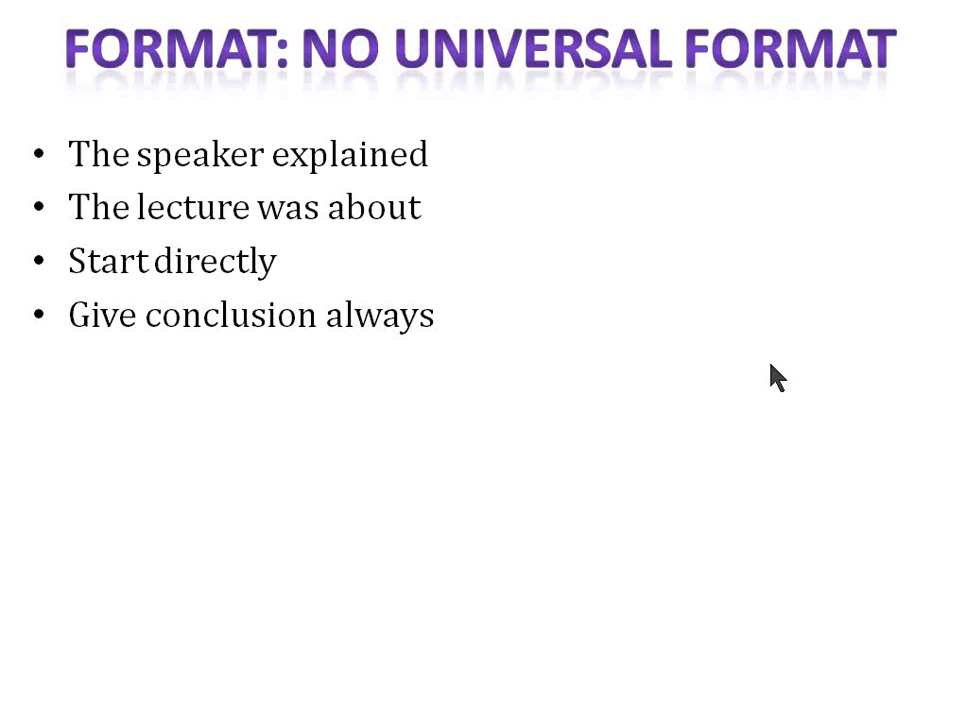 FORMAT: NO UNIVERSAL FORMAT
• The speaker explained
• The lecture was about
• Start directly
• Give conclusion always